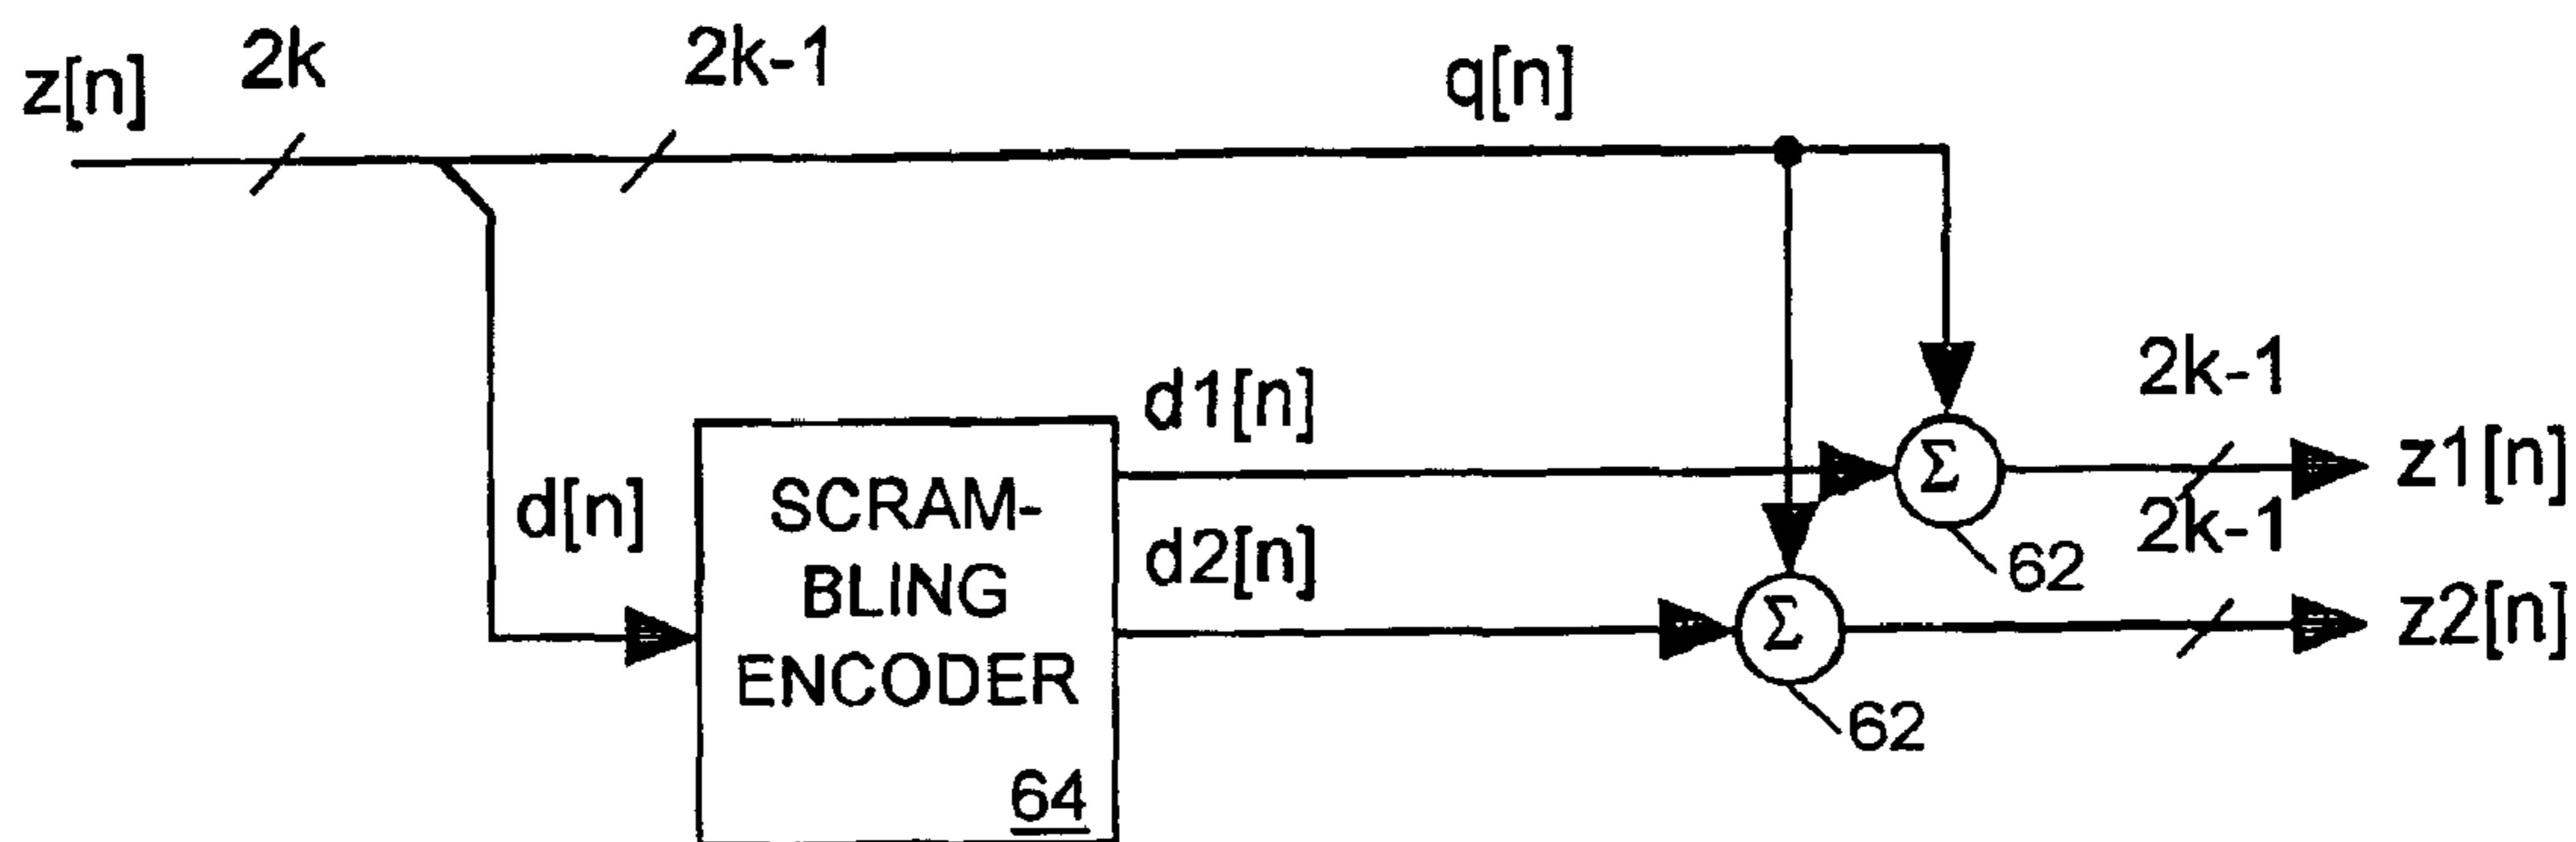 z[n]
2k
2k-1
q[n]
d[n]
SCRAM-
BLING
ENCODER
64
d1[n]
d2[n]
62
62
2k-1
z1[n]
2k-1
z2[n]